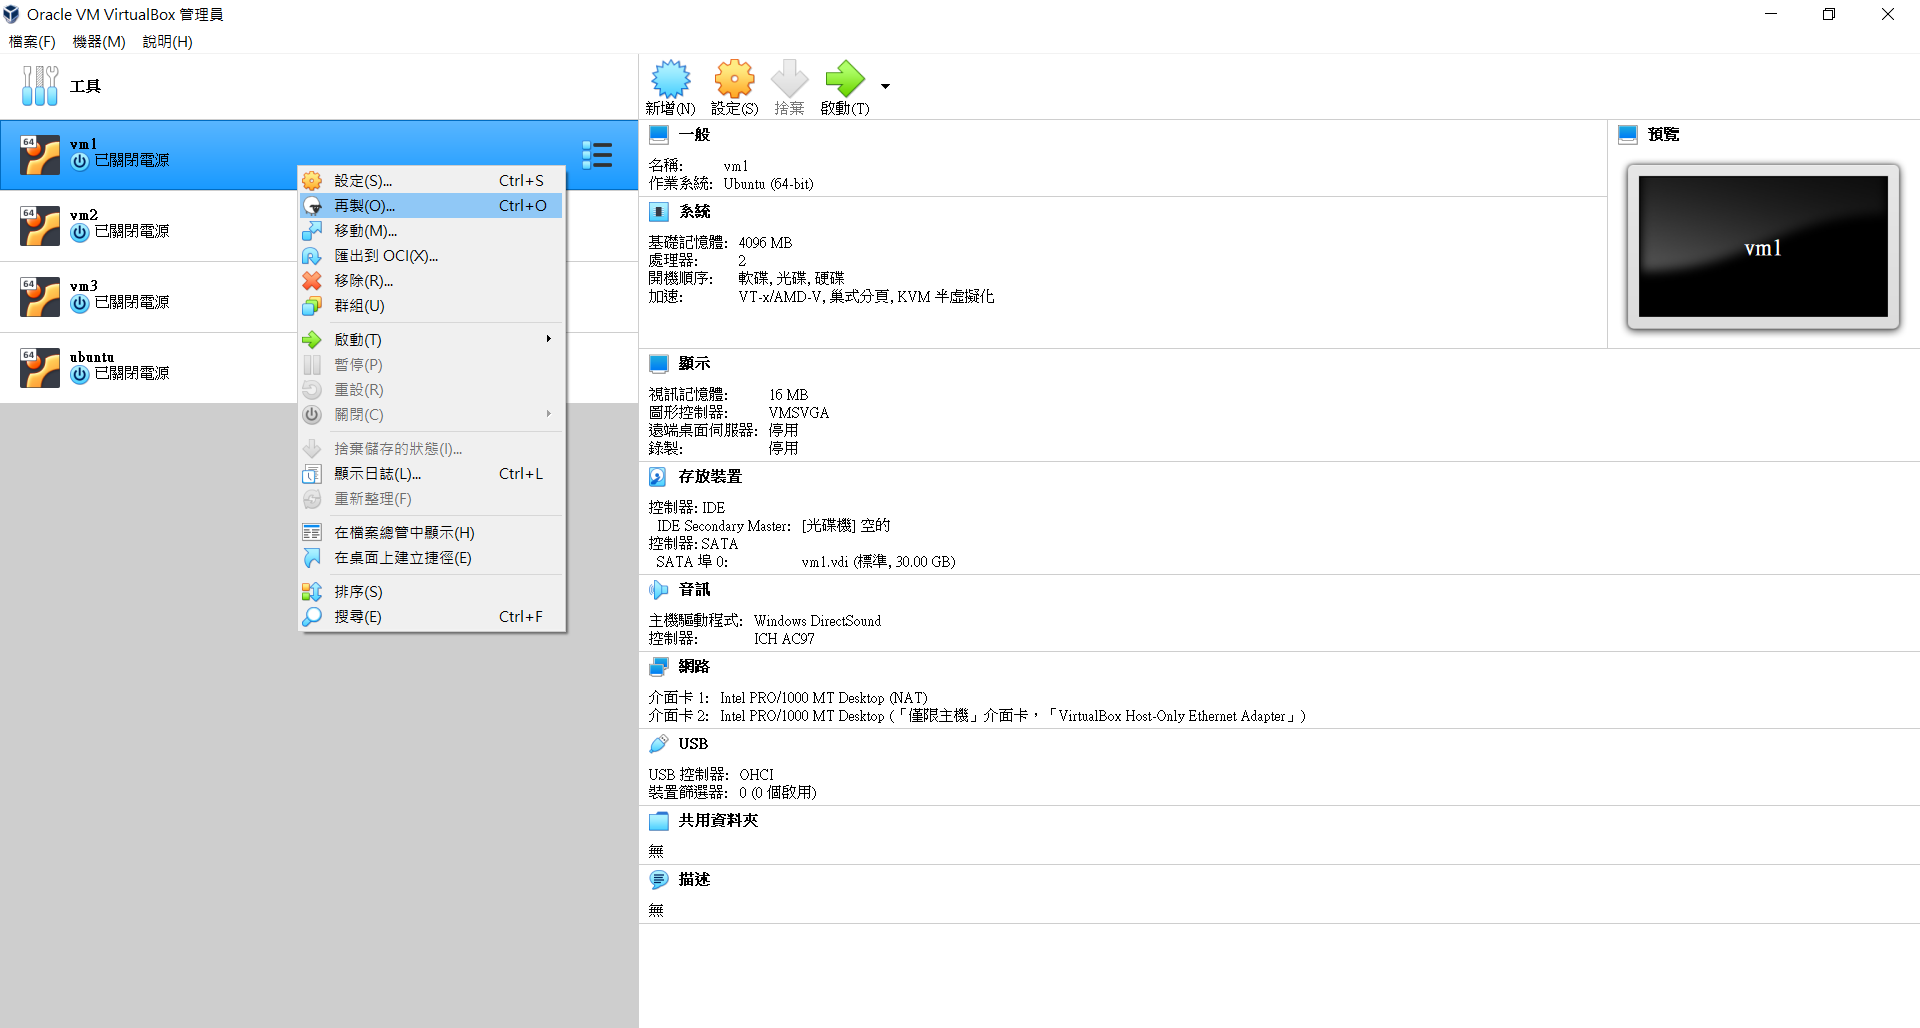 Oracle VM VirtualBox 管理員
檔案(F) 機器(M) 說明(H)
工具
新增(N) 設定(S) 捨棄 啟動(T)
64 vm1
已關閉電源
64 vm2
已關閉電源
64 vm3
已關閉電源
64 ubuntu
已關閉電源
設定(S)... Ctrl+S
再製(O)... Ctrl+O
移動(M)...
匯出到 OCI(X)...
移除(R)...
群組(U)
啟動(T)
暫停(P)
重設(R)
關閉(C)
捨棄儲存的狀態(I)...
顯示日誌(L)... Ctrl+L
重新整理(F)
在檔案總管中顯示(H)
在桌面上建立捷徑(E)
排序(S)
搜尋(E) Ctrl+F
一般
名稱: vm1
作業系統: Ubuntu (64-bit)
系統
基礎記憶體: 4096 MB
處理器: 2
開機順序: 軟碟, 光碟, 硬碟
加速: VT-x/AMD-V, 巢式分頁, KVM 半虛擬化
預覽
vm1
顯示
視訊記憶體: 16 MB
圖形控制器: VMSVGA
遠端桌面伺服器: 停用
錄製: 停用
存放裝置
控制器: IDE
IDE Secondary Master: [光碟機] 空的
控制器: SATA
SATA 埠 0: vm1.vdi (標準, 30.00 GB)
音訊
主機驅動程式: Windows DirectSound
控制器: ICH AC97
網路
介面卡 1: Intel PRO/1000 MT Desktop (NAT)
介面卡 2: Intel PRO/1000 MT Desktop (「僅限主機」介面卡，「VirtualBox Host-Only Ethernet Adapter」)
USB
USB 控制器: OHCI
裝置篩選器: 0 (0 個啟用)
共用資料夾
無
描述
無